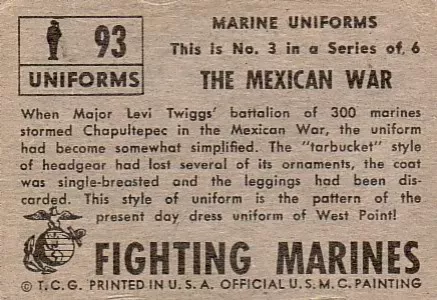 93
UNIFORMS
MARINE UNIFORMS
This is No. 3 in a Series of 6
THE MEXICAN WAR
When Major Levi Twiggs' battalion of 300 marines
stormed Chapultepec in the Mexican War, the uniform
had become somewhat simplified. The "tarbucket" style
of headgear had lost several of its ornaments, the coat
was single-breasted and the leggings had been dis-
carded. This style of uniform is the pattern of the
present day dress uniform of West Point!
FIGHTING MARINES
© T.C.G. PRINTED IN U.S.A. OFFICIAL U.S.M.C. PAINTING